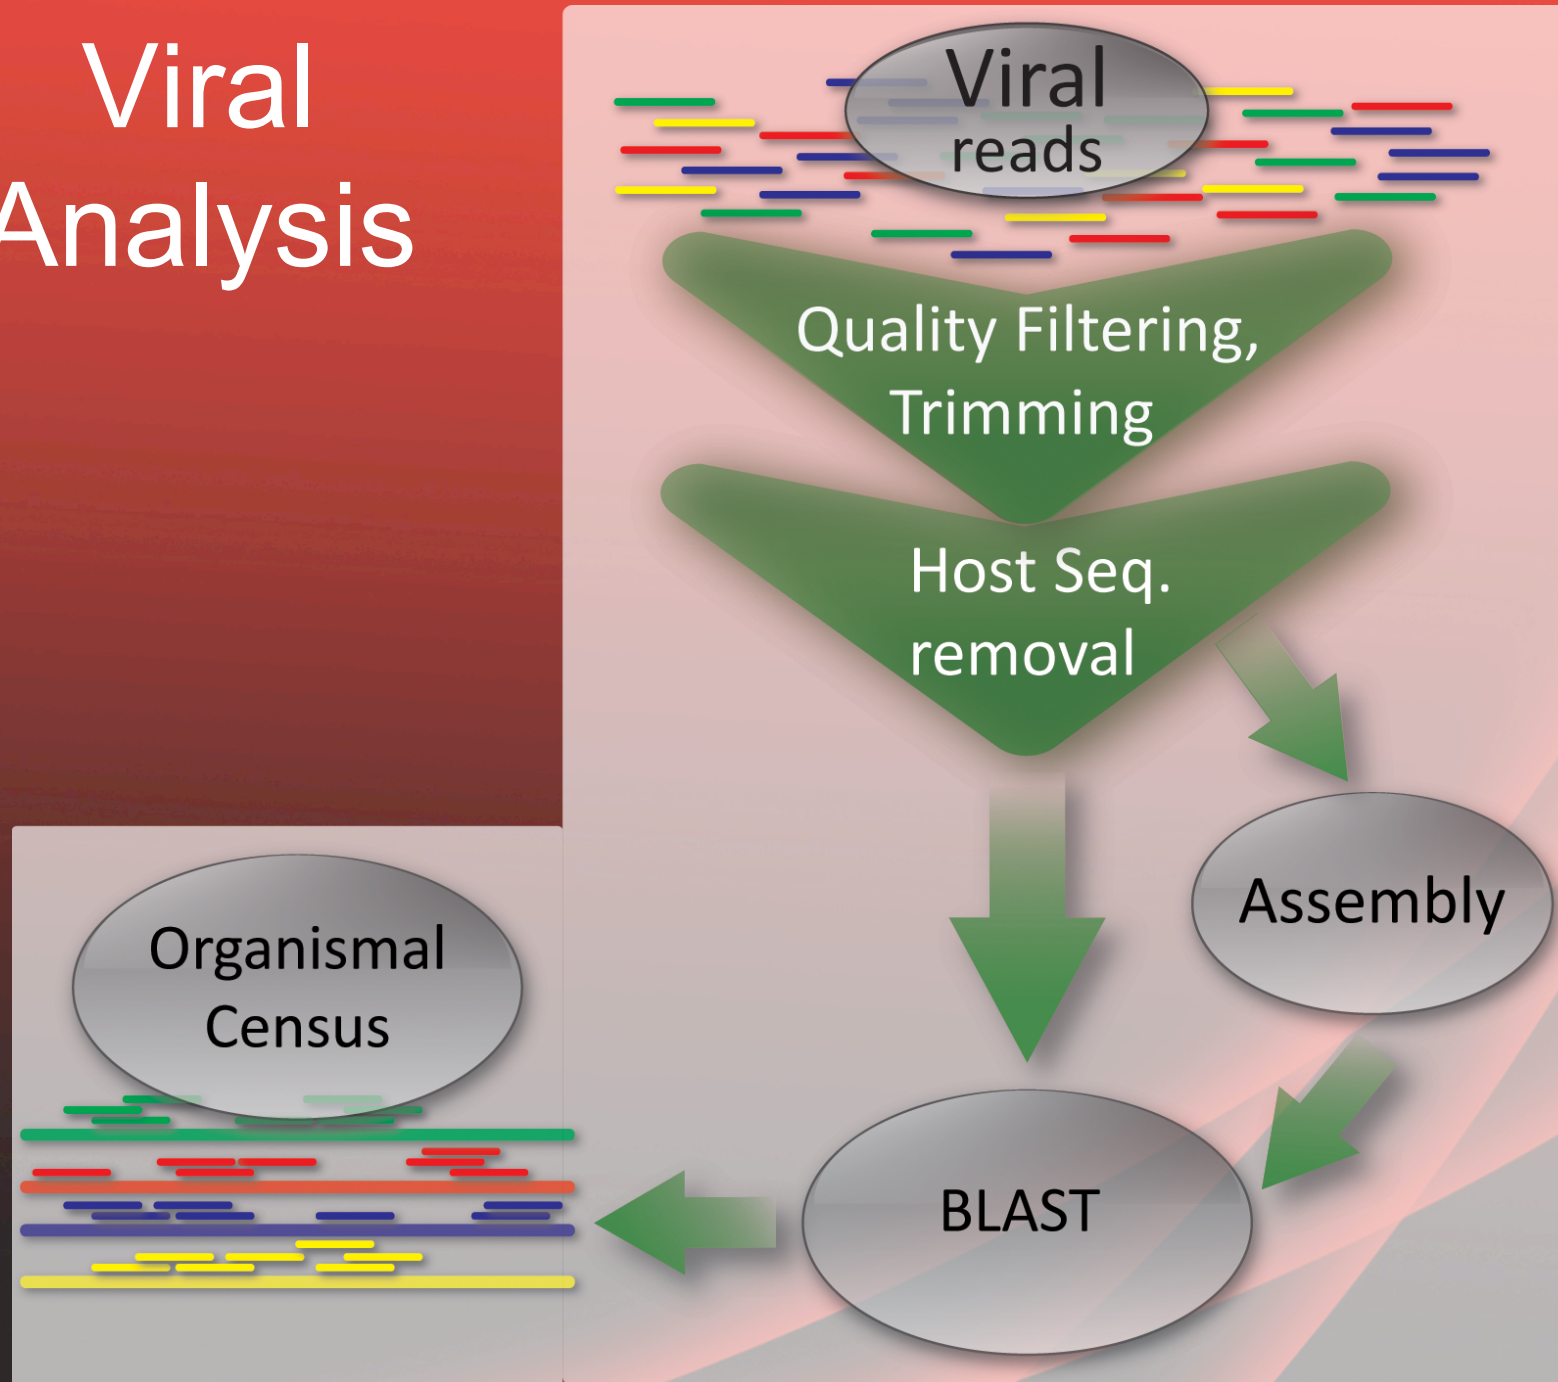 Viral
Analysis
Viral
reads
Quality Filtering,
Trimming
Host Seq.
removal
Assembly
Organismal
Census
BLAST